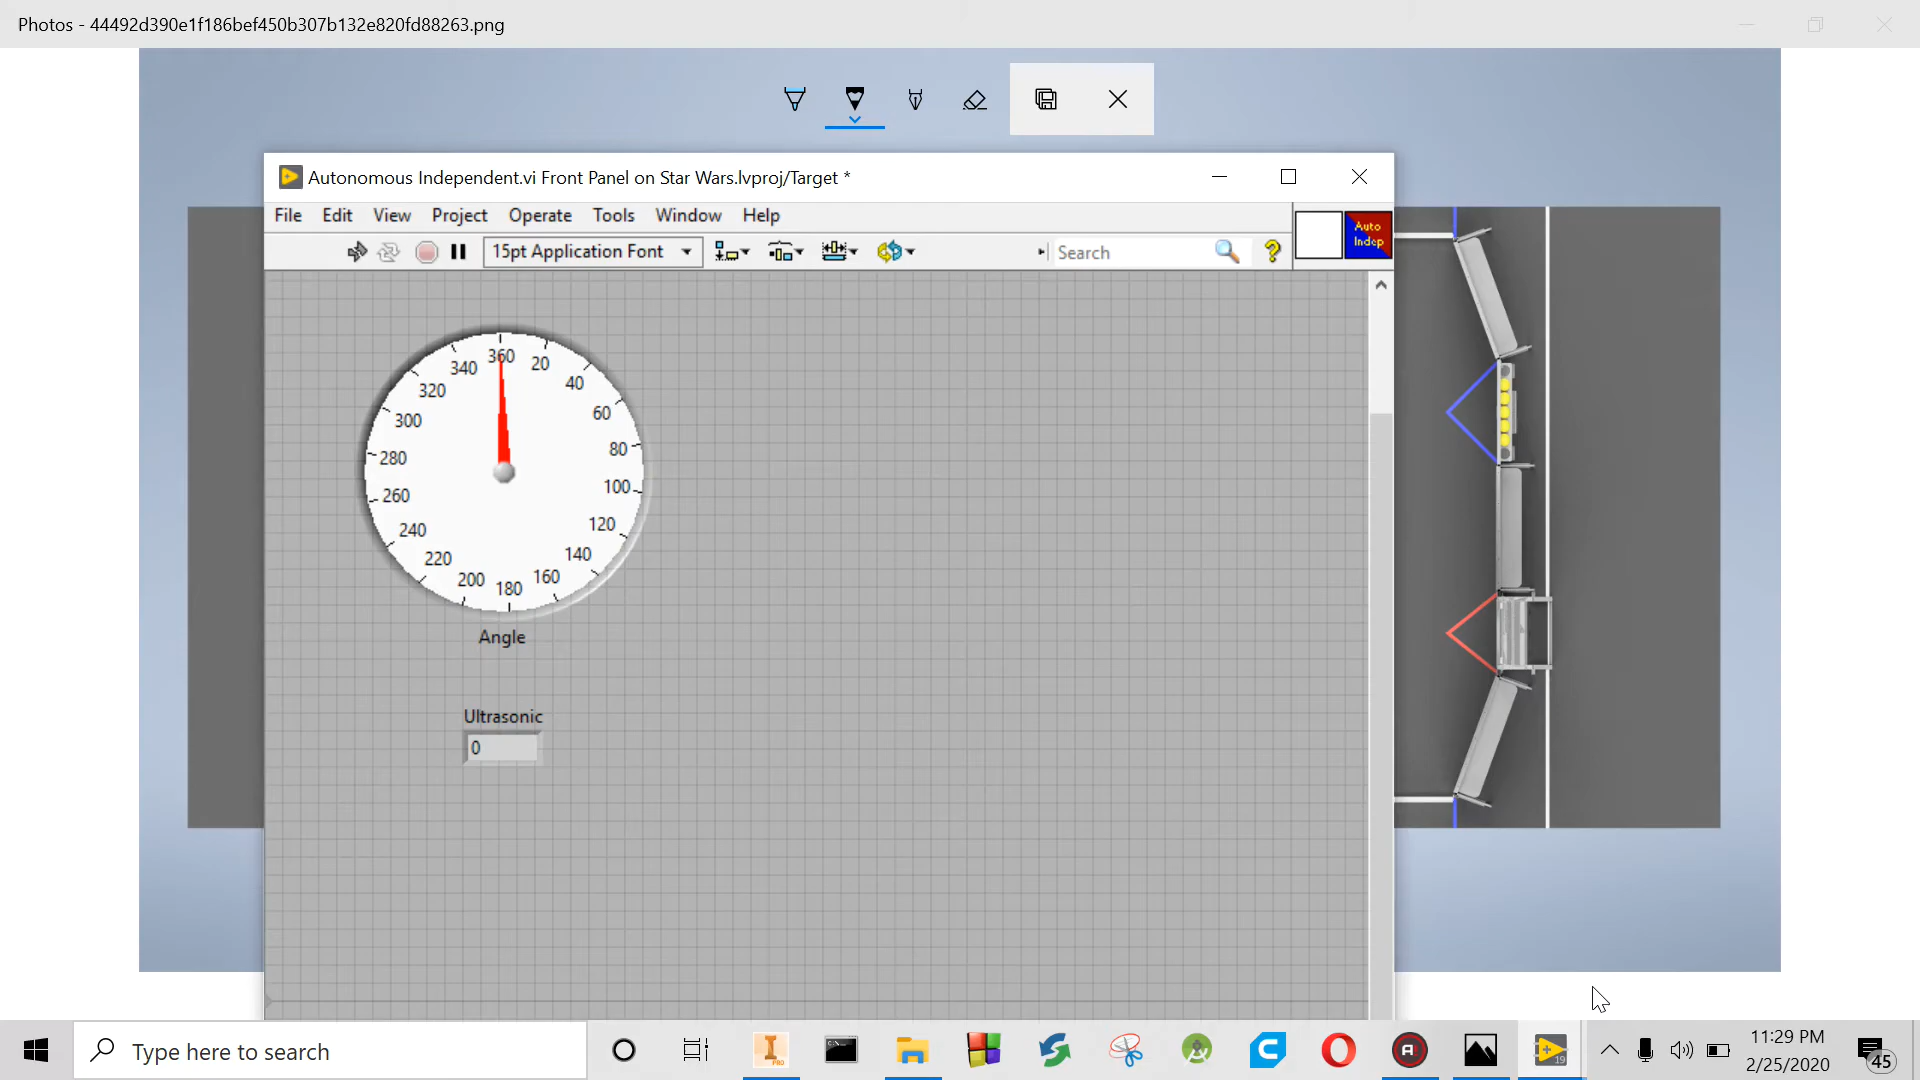 Photos - 44492d390e1f186bef450b307b132e820fd88263.png
Autonomous Independent.vi Front Panel on Star Wars.lvproj/Target *
File Edit View Project Operate Tools Window Help
15pt Application Font
Search
?
Auto
Indep
360
340
20
320
40
300
60
280
80
260
100
240
120
220
140
200
160
180
Angle
Ultrasonic
0
Type here to search
I
PRO
C:\
C
A
19
11:29 PM
2/25/2020
45